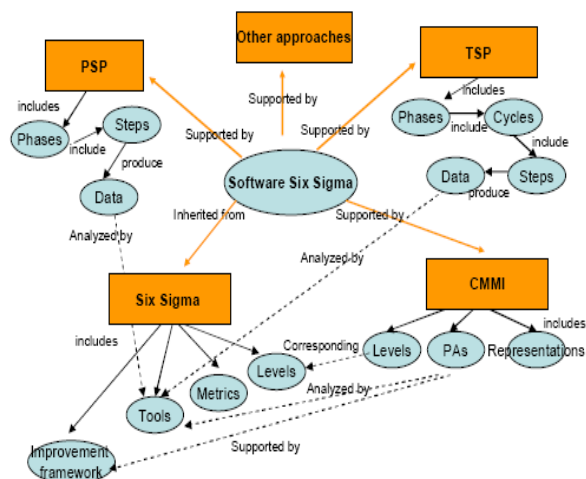 Other approaches
PSP
TSP
includes
includes
Supported by
Phases
Steps
include
Supported by
Supported by
Phases
include
Cycles
include
produce
Data
Software Six Sigma
Data
produce
Steps
Inherited from
Supported by
Analyzed by
Analyzed by
Six Sigma
CMMI
includes
Corresponding
includes
Levels
Levels
PAs
Representations
Metrics
Tools
Analyzed by
Improvement
framework
Supported by